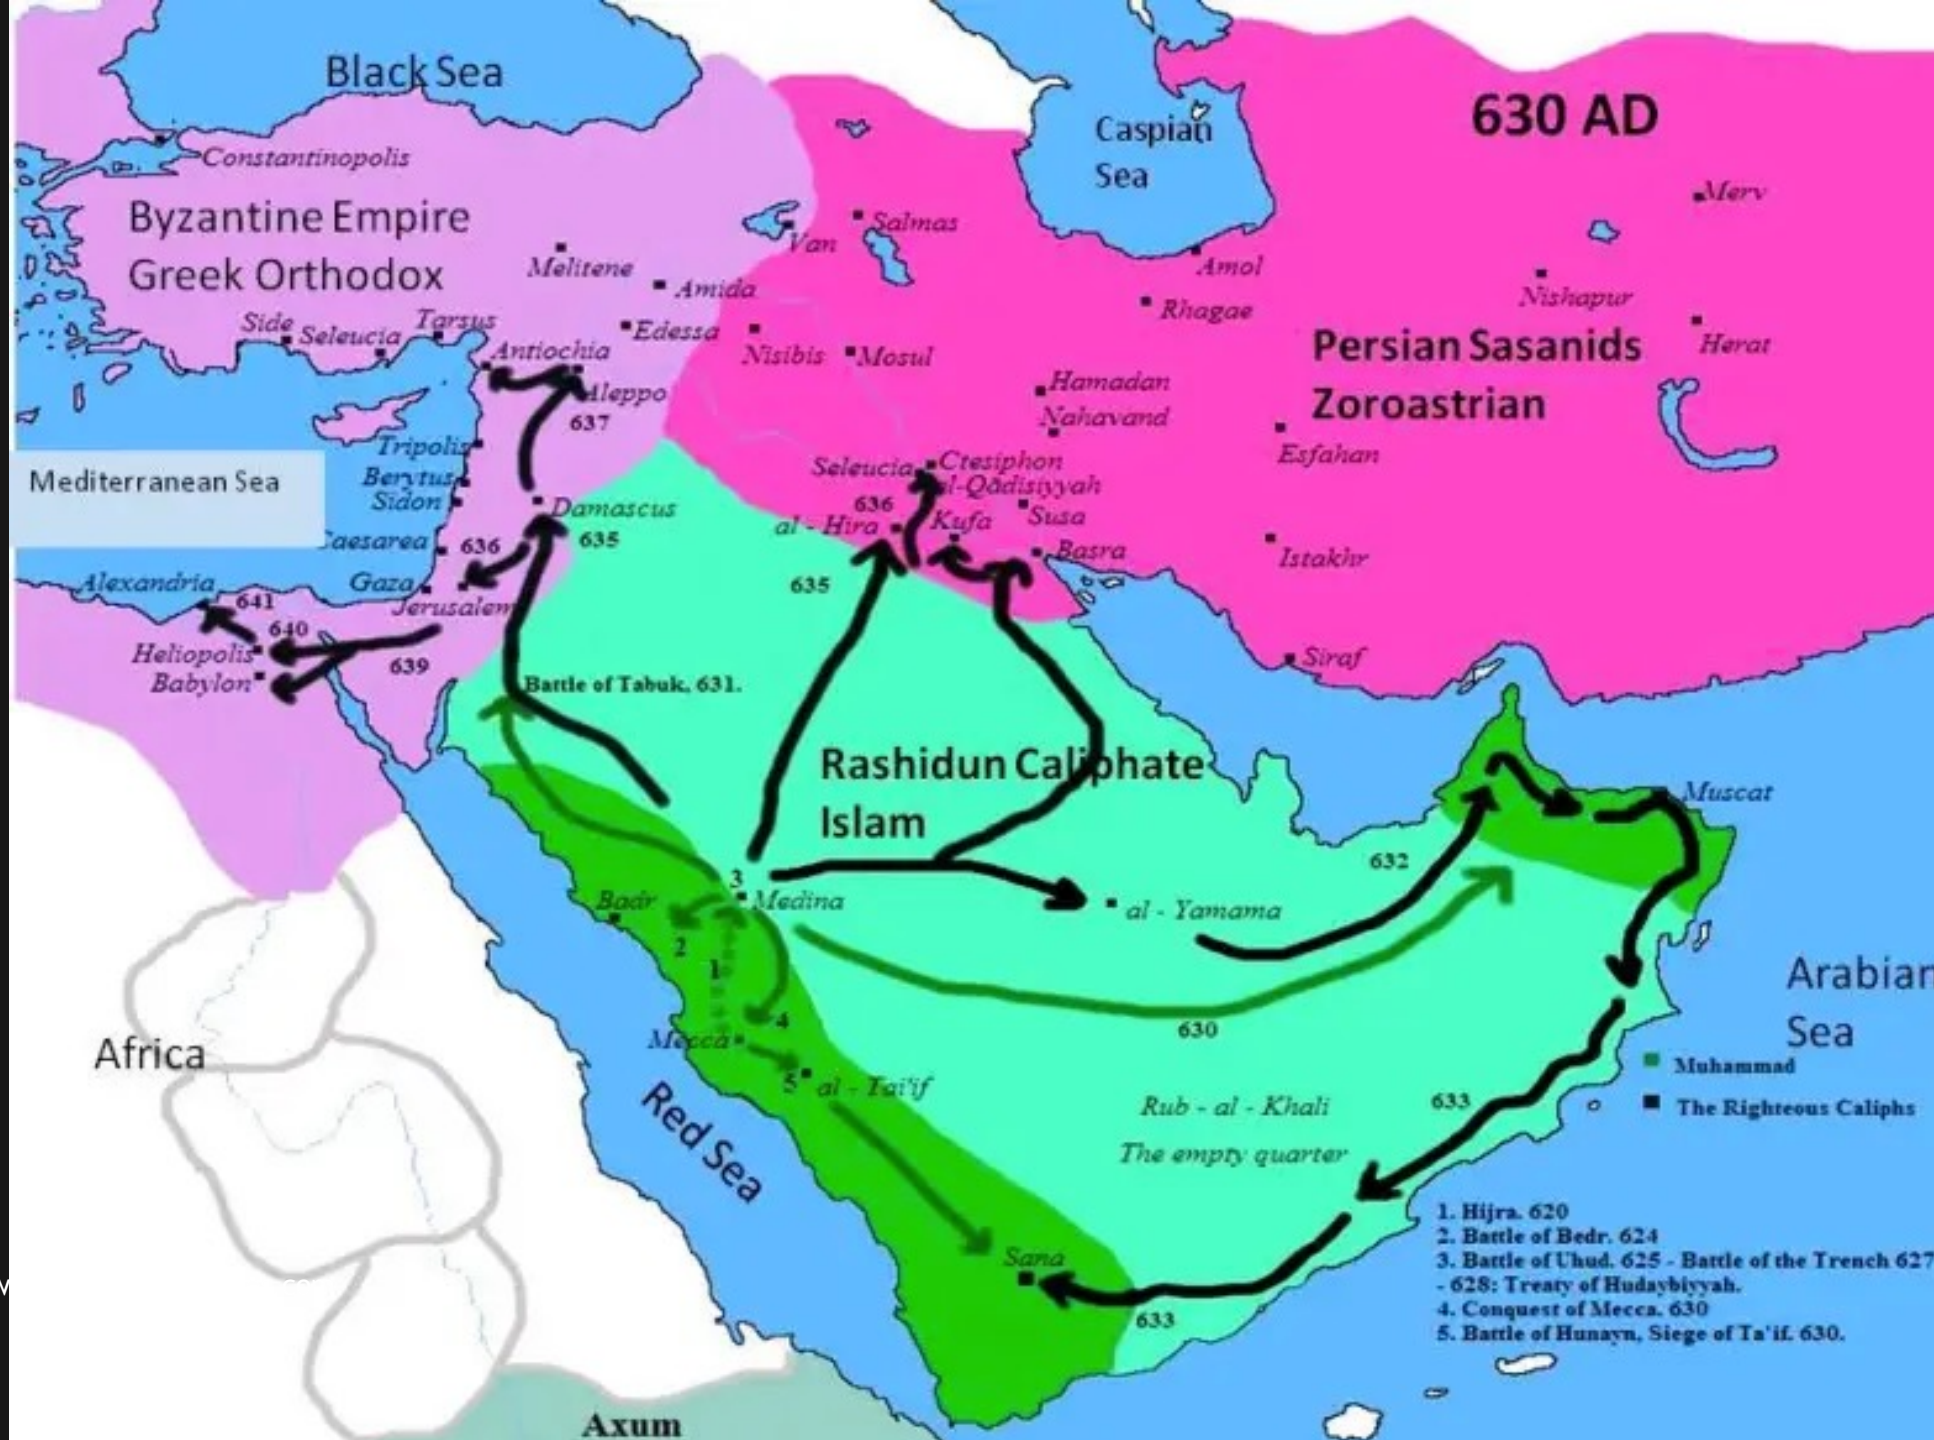 Black Sea
Caspian
Sea
630 AD
Constantinopolis
Merv
Byzantine Empire
Greek Orthodox
Van
Salmas
Amol
Melitene
Amida
Nishapur
Rhagae
Side
Seleucia
Tarsus
Edessa
Persian Sasanids
Zoroastrian
Herat
Antiochia
Nisibis
Mosul
Aleppo
637
Hamadan
Nahavand
Tripolis
Esfahan
Mediterranean Sea
Berytus
Sidon
Seleucia
Ctesiphon
al-Qādisiyyah
636
Damascus
al - Hira
Kufa
Susa
Caesarea
636
635
Basra
Istakhr
Alexandria
Gaza
635
641
Jerusalem
640
Heliopolis
639
Siraf
Babylon
Battle of Tabuk, 631.
Rashidun Caliphate
Islam
Muscat
632
3
Medina
Badr
al - Yamama
2
1
Arabian
Sea
4
630
Mecca
Africa
Muhammad
5
al - Tai'if
Red Sea
Rub - al - Khali
633
The Righteous Caliphs
The empty quarter
1. Hijra. 620
2. Battle of Bedr. 624
3. Battle of Uhud. 625 - Battle of the Trench 627
- 628: Treaty of Hudaybiyyah.
4. Conquest of Mecca. 630
5. Battle of Hunayn, Siege of Ta'if. 630.
Sana
633
Axum